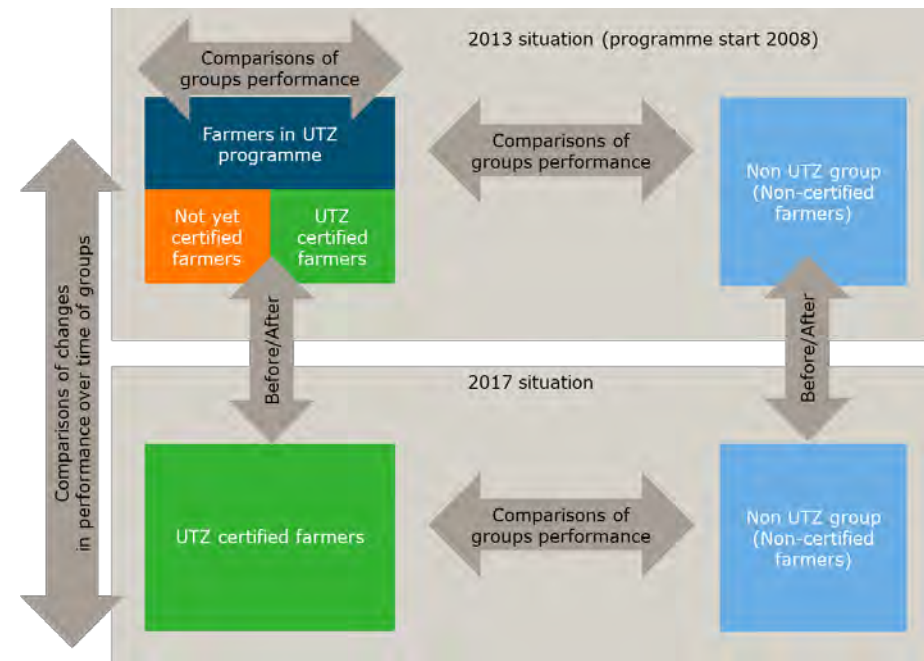 2013 situation (programme start 2008)
Comparisons of
groups performance
Farmers in UTZ
programme
Not yet
certified
farmers
UTZ
certified
farmers
Comparisons of
groups performance
Non UTZ group
(Non-certified
farmers)
Before/After
Before/After
Comparisons of changes
in performance over time of groups
2017 situation
UTZ certified farmers
Comparisons of
groups performance
Non UTZ group
(Non-certified
farmers)